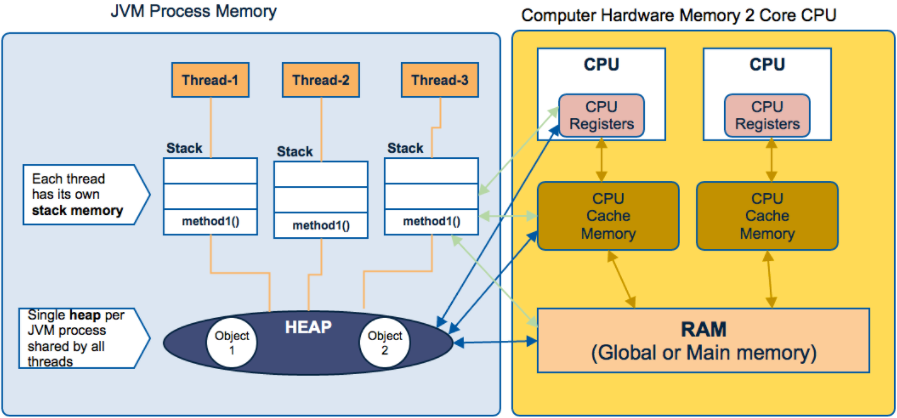 JVM Process Memory
Computer Hardware Memory 2 Core CPU
Thread-1
Thread-2
Thread-3
Stack
Stack
Stack
method1()
method1()
method1()
Each thread
has its own
stack memory
Single heap per
JVM process
shared by all
threads
HEAP
Object
1
Object
2
CPU
CPU
Registers
CPU
Cache
Memory
CPU
CPU
Registers
CPU
Cache
Memory
RAM
(Global or Main memory)